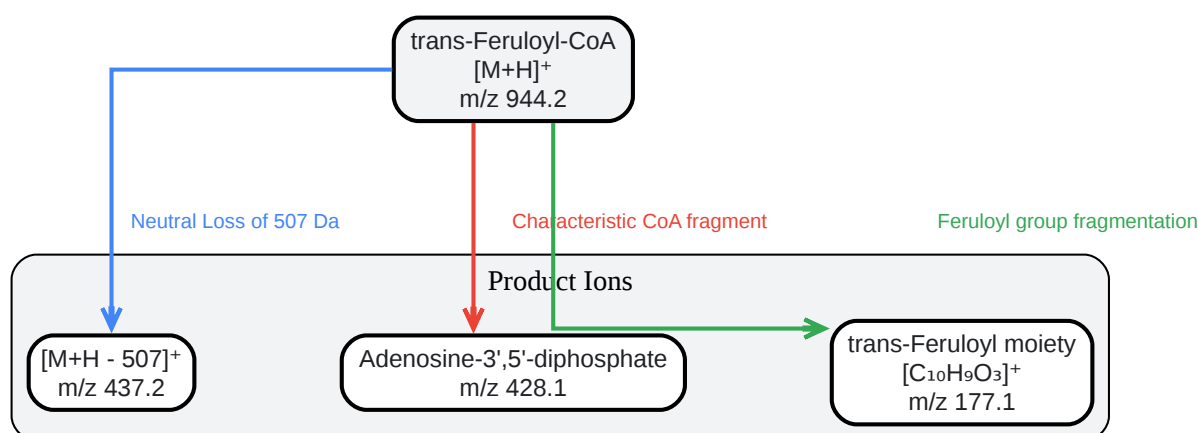 trans-Feruloyl-CoA
[M+H]⁺
m/z 944.2
Neutral Loss of 507 Da
Characteristic CoA fragment
Feruloyl group fragmentation
Product Ions
[M+H - 507]⁺
m/z 437.2
Adenosine-3',5'-diphosphate
m/z 428.1
trans-Feruloyl moiety
[C₁₀H₉O₃]⁺
m/z 177.1